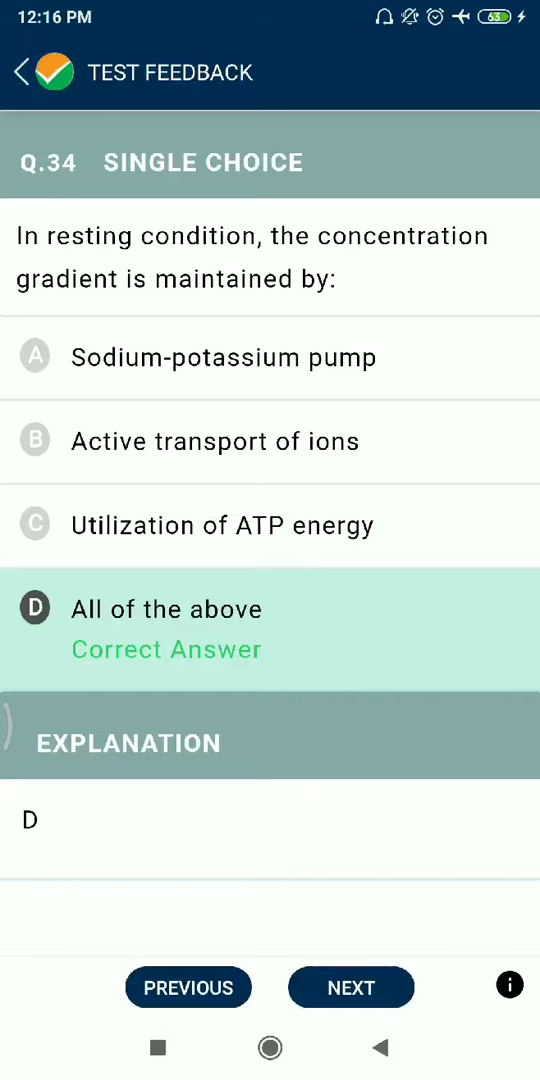 12:16 PM
63
TEST FEEDBACK
Q.34 SINGLE CHOICE
In resting condition, the concentration
gradient is maintained by:
A Sodium-potassium pump
B Active transport of ions
C Utilization of ATP energy
D All of the above
Correct Answer
EXPLANATION
D
PREVIOUS
NEXT
i